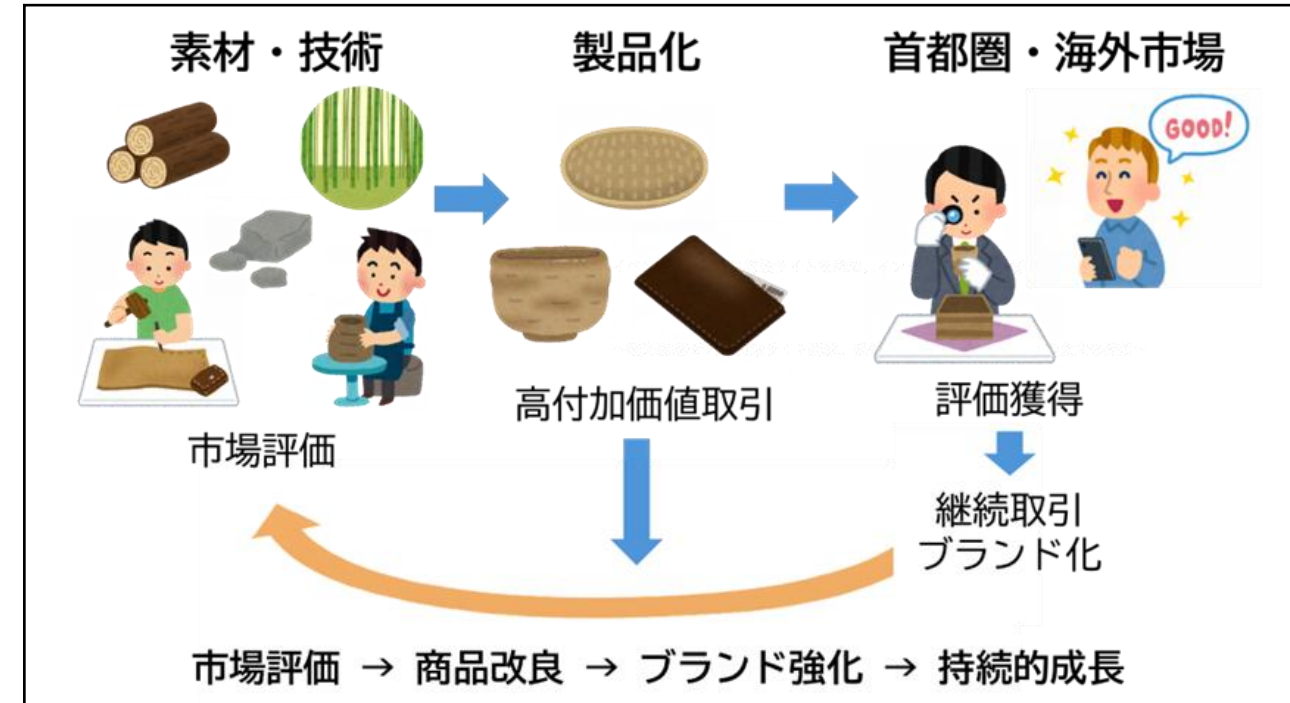 素材・技術
製品化
首都圏・海外市場
GOOD!
市場評価
高付加価値取引
評価獲得
継続取引
ブランド化
市場評価 → 商品改良 → ブランド強化 → 持続的成長